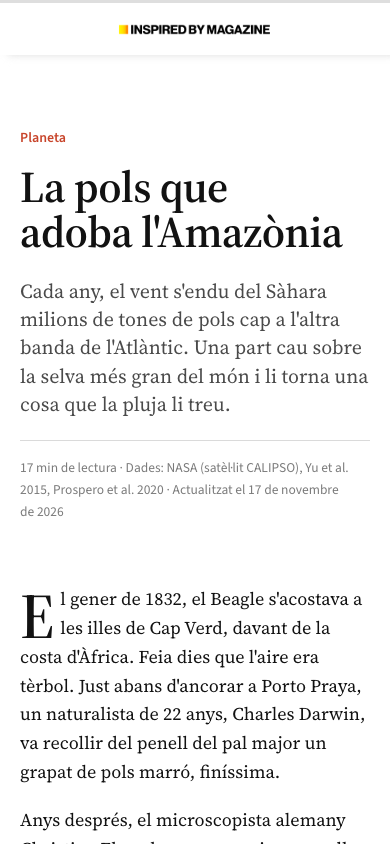 INSPIRED BY MAGAZINE
Planeta
La pols que
adoba l'Amazònia
Cada any, el vent s'endu del Sàhara
milions de tones de pols cap a l'altra
banda de l'Atlàntic. Una part cau sobre
la selva més gran del món i li torna una
cosa que la pluja li treu.
17 min de lectura · Dades: NASA (satèl·lit CALIPSO), Yu et al.
2015, Prospero et al. 2020 · Actualitzat el 17 de novembre
de 2026
El gener de 1832, el Beagle s'acostava a
les illes de Cap Verd, davant de la
costa d'Àfrica. Feia dies que l'aire era
tèrbol. Just abans d'ancorar a Porto Praya,
un naturalista de 22 anys, Charles Darwin,
va recollir del penell del pal major un
grapat de pols marró, finíssima.
Anys després, el microscopista alemany